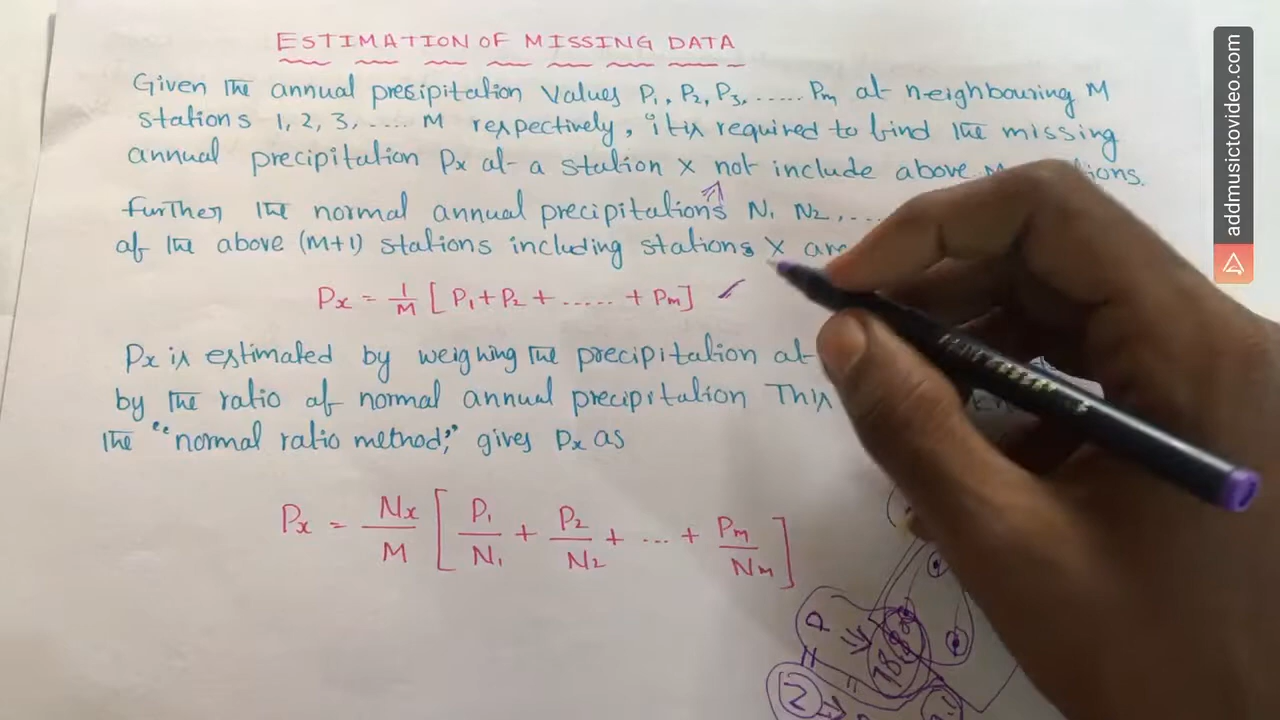 ESTIMATION OF MISSING DATA
Given the annual precipitation values P₁, P₂, P₃, ...... Pm at neighbouring M
stations 1, 2, 3, .... M respectively, it is required to find the missing
annual precipitation Px at a station X not include above
Further the normal annual precipitations N₁ N₂, ...
of the above (M+1) stations including stations X are
Px = 1/M [P₁+P₂ + ...... + Pm]
Px is estimated by weighing the precipitation at
by the ratio of normal annual precipitation This
the "normal ratio method," gives Px as
Px = Nx/M [P₁/N₁ + P₂/N₂ + ... + Pm/Nm]
P
addmusictovideo.com